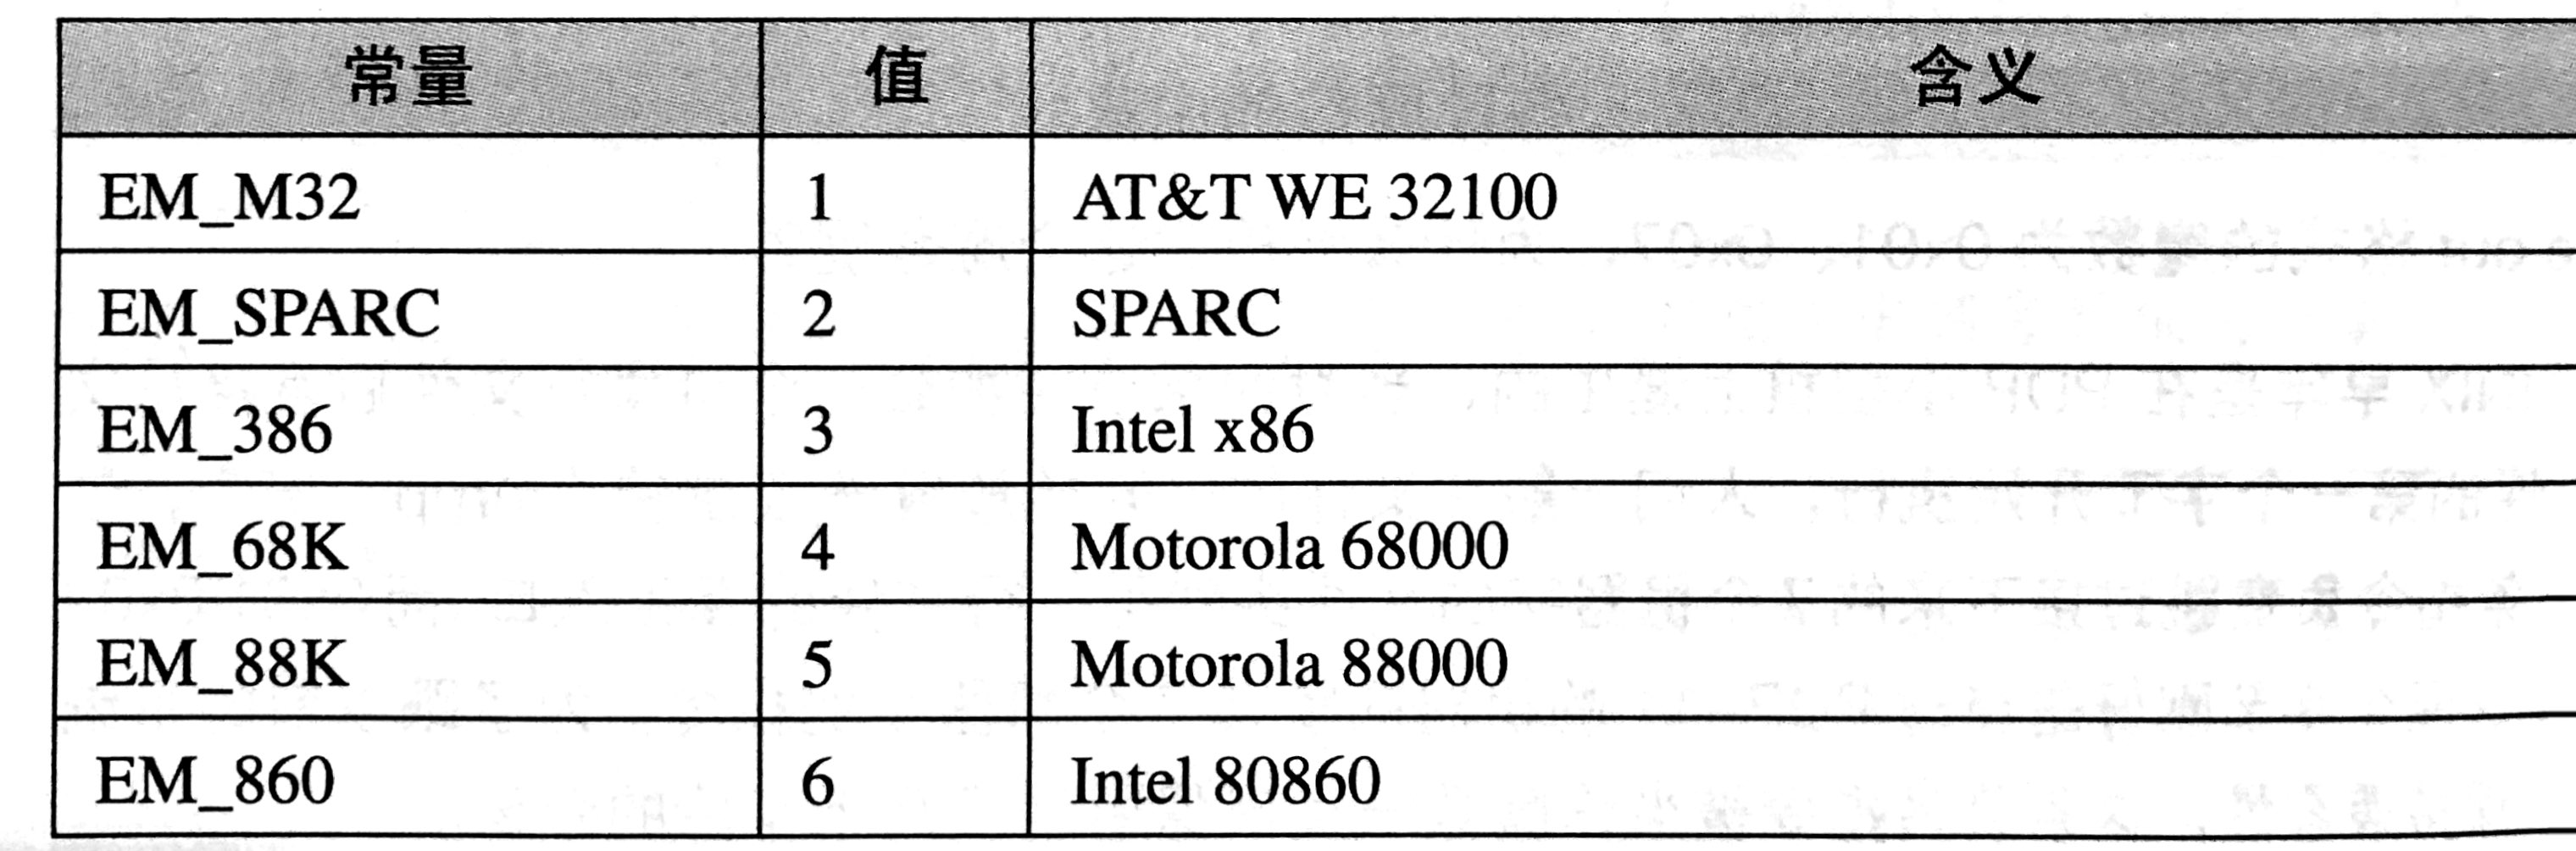 常量 值 含义
EM_M32 1 AT&T WE 32100
EM_SPARC 2 SPARC
EM_386 3 Intel x86
EM_68K 4 Motorola 68000
EM_88K 5 Motorola 88000
EM_860 6 Intel 80860